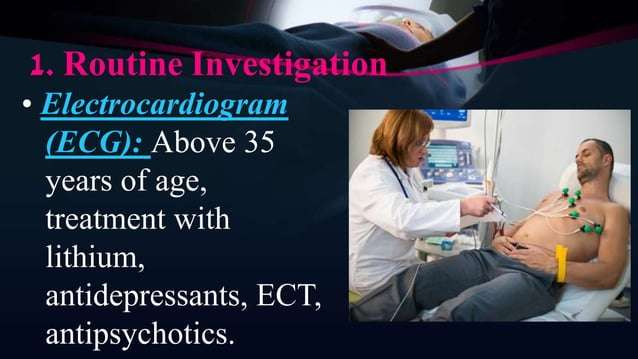 1. Routine Investigation
• Electrocardiogram
(ECG): Above 35
years of age,
treatment with
lithium,
antidepressants, ECT,
antipsychotics.